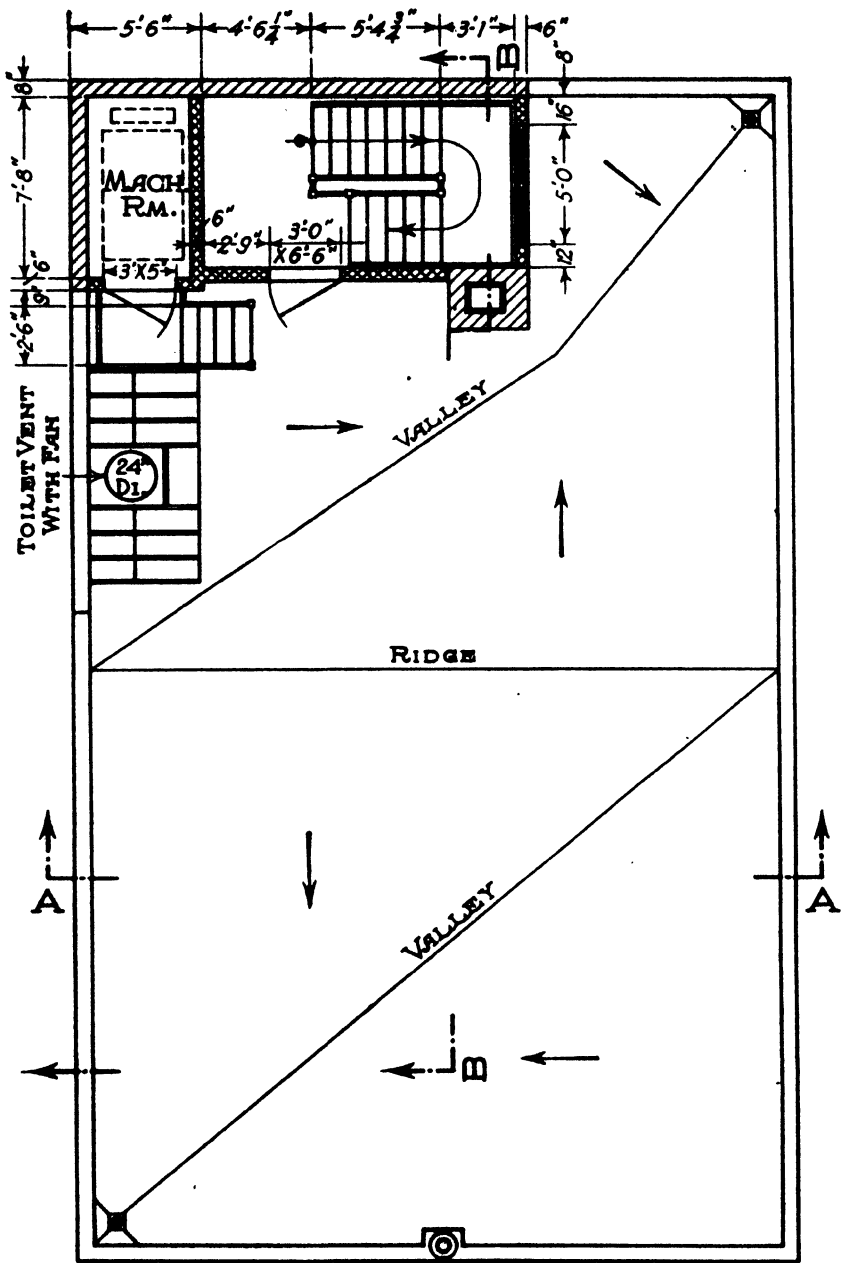 5'-6" 4'-6 1/4" 5'-4 3/4" 3'-1" 6"
B
8"
8"
16"
7'-8"
5'-0"
MACH.
RM.
6"
2'-9"
3'-0"
X6'-6"
12"
3'X5'
6"
9"
2'-6"
TOILET VENT
WITH FAN
24"
DI.
VALLEY
RIDGE
A
A
VALLEY
B